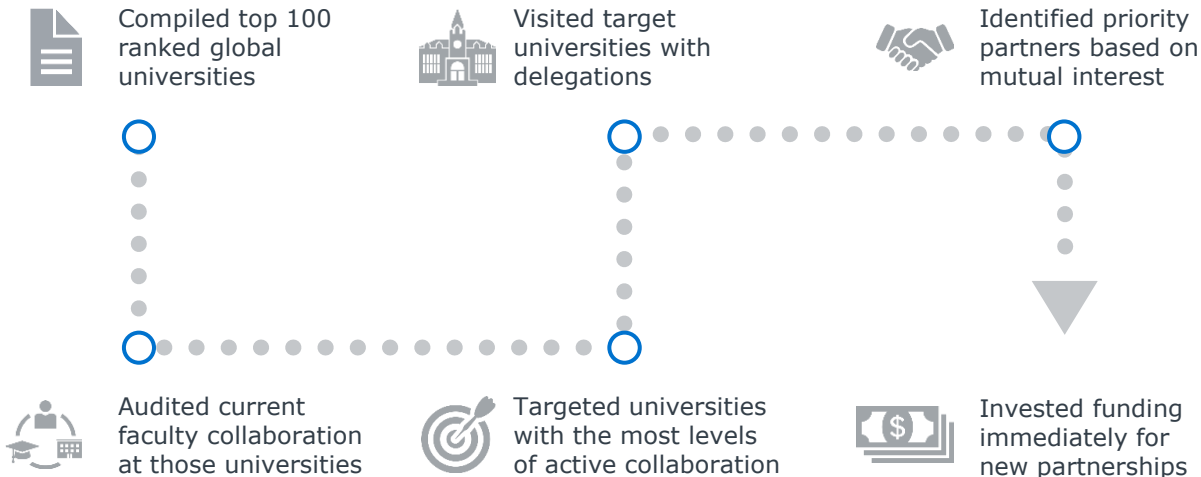 Compiled top 100
ranked global
universities
Visited target
universities with
delegations
Identified priority
partners based on
mutual interest
Audited current
faculty collaboration
at those universities
Targeted universities
with the most levels
of active collaboration
$
Invested funding
immediately for
new partnerships